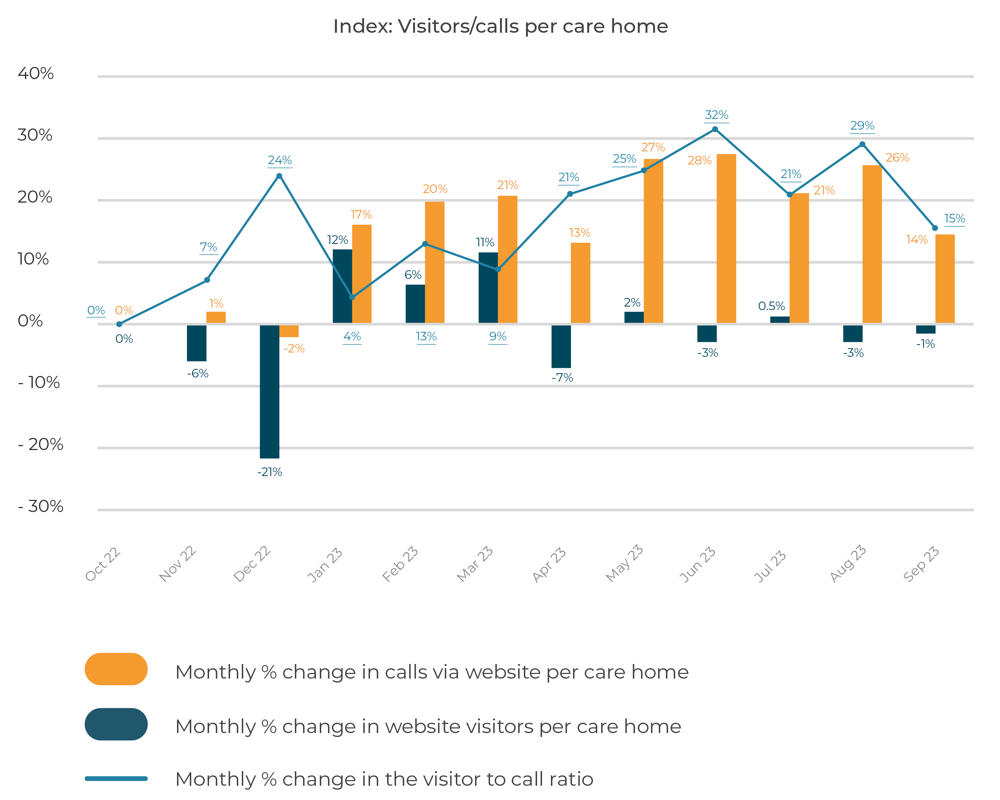 Index: Visitors/calls per care home
40%
30%
20%
10%
0%
- 10%
- 20%
- 30%
0%
0%
0%
7%
1%
-6%
24%
-2%
-21%
12%
17%
4%
6%
20%
13%
11%
21%
9%
21%
13%
-7%
25%
27%
2%
32%
28%
-3%
21%
21%
0.5%
29%
26%
-3%
15%
14%
-1%
Oct 22
Nov 22
Dec 22
Jan 23
Feb 23
Mar 23
Apr 23
May 23
Jun 23
Jul 23
Aug 23
Sep 23
Monthly % change in calls via website per care home
Monthly % change in website visitors per care home
Monthly % change in the visitor to call ratio